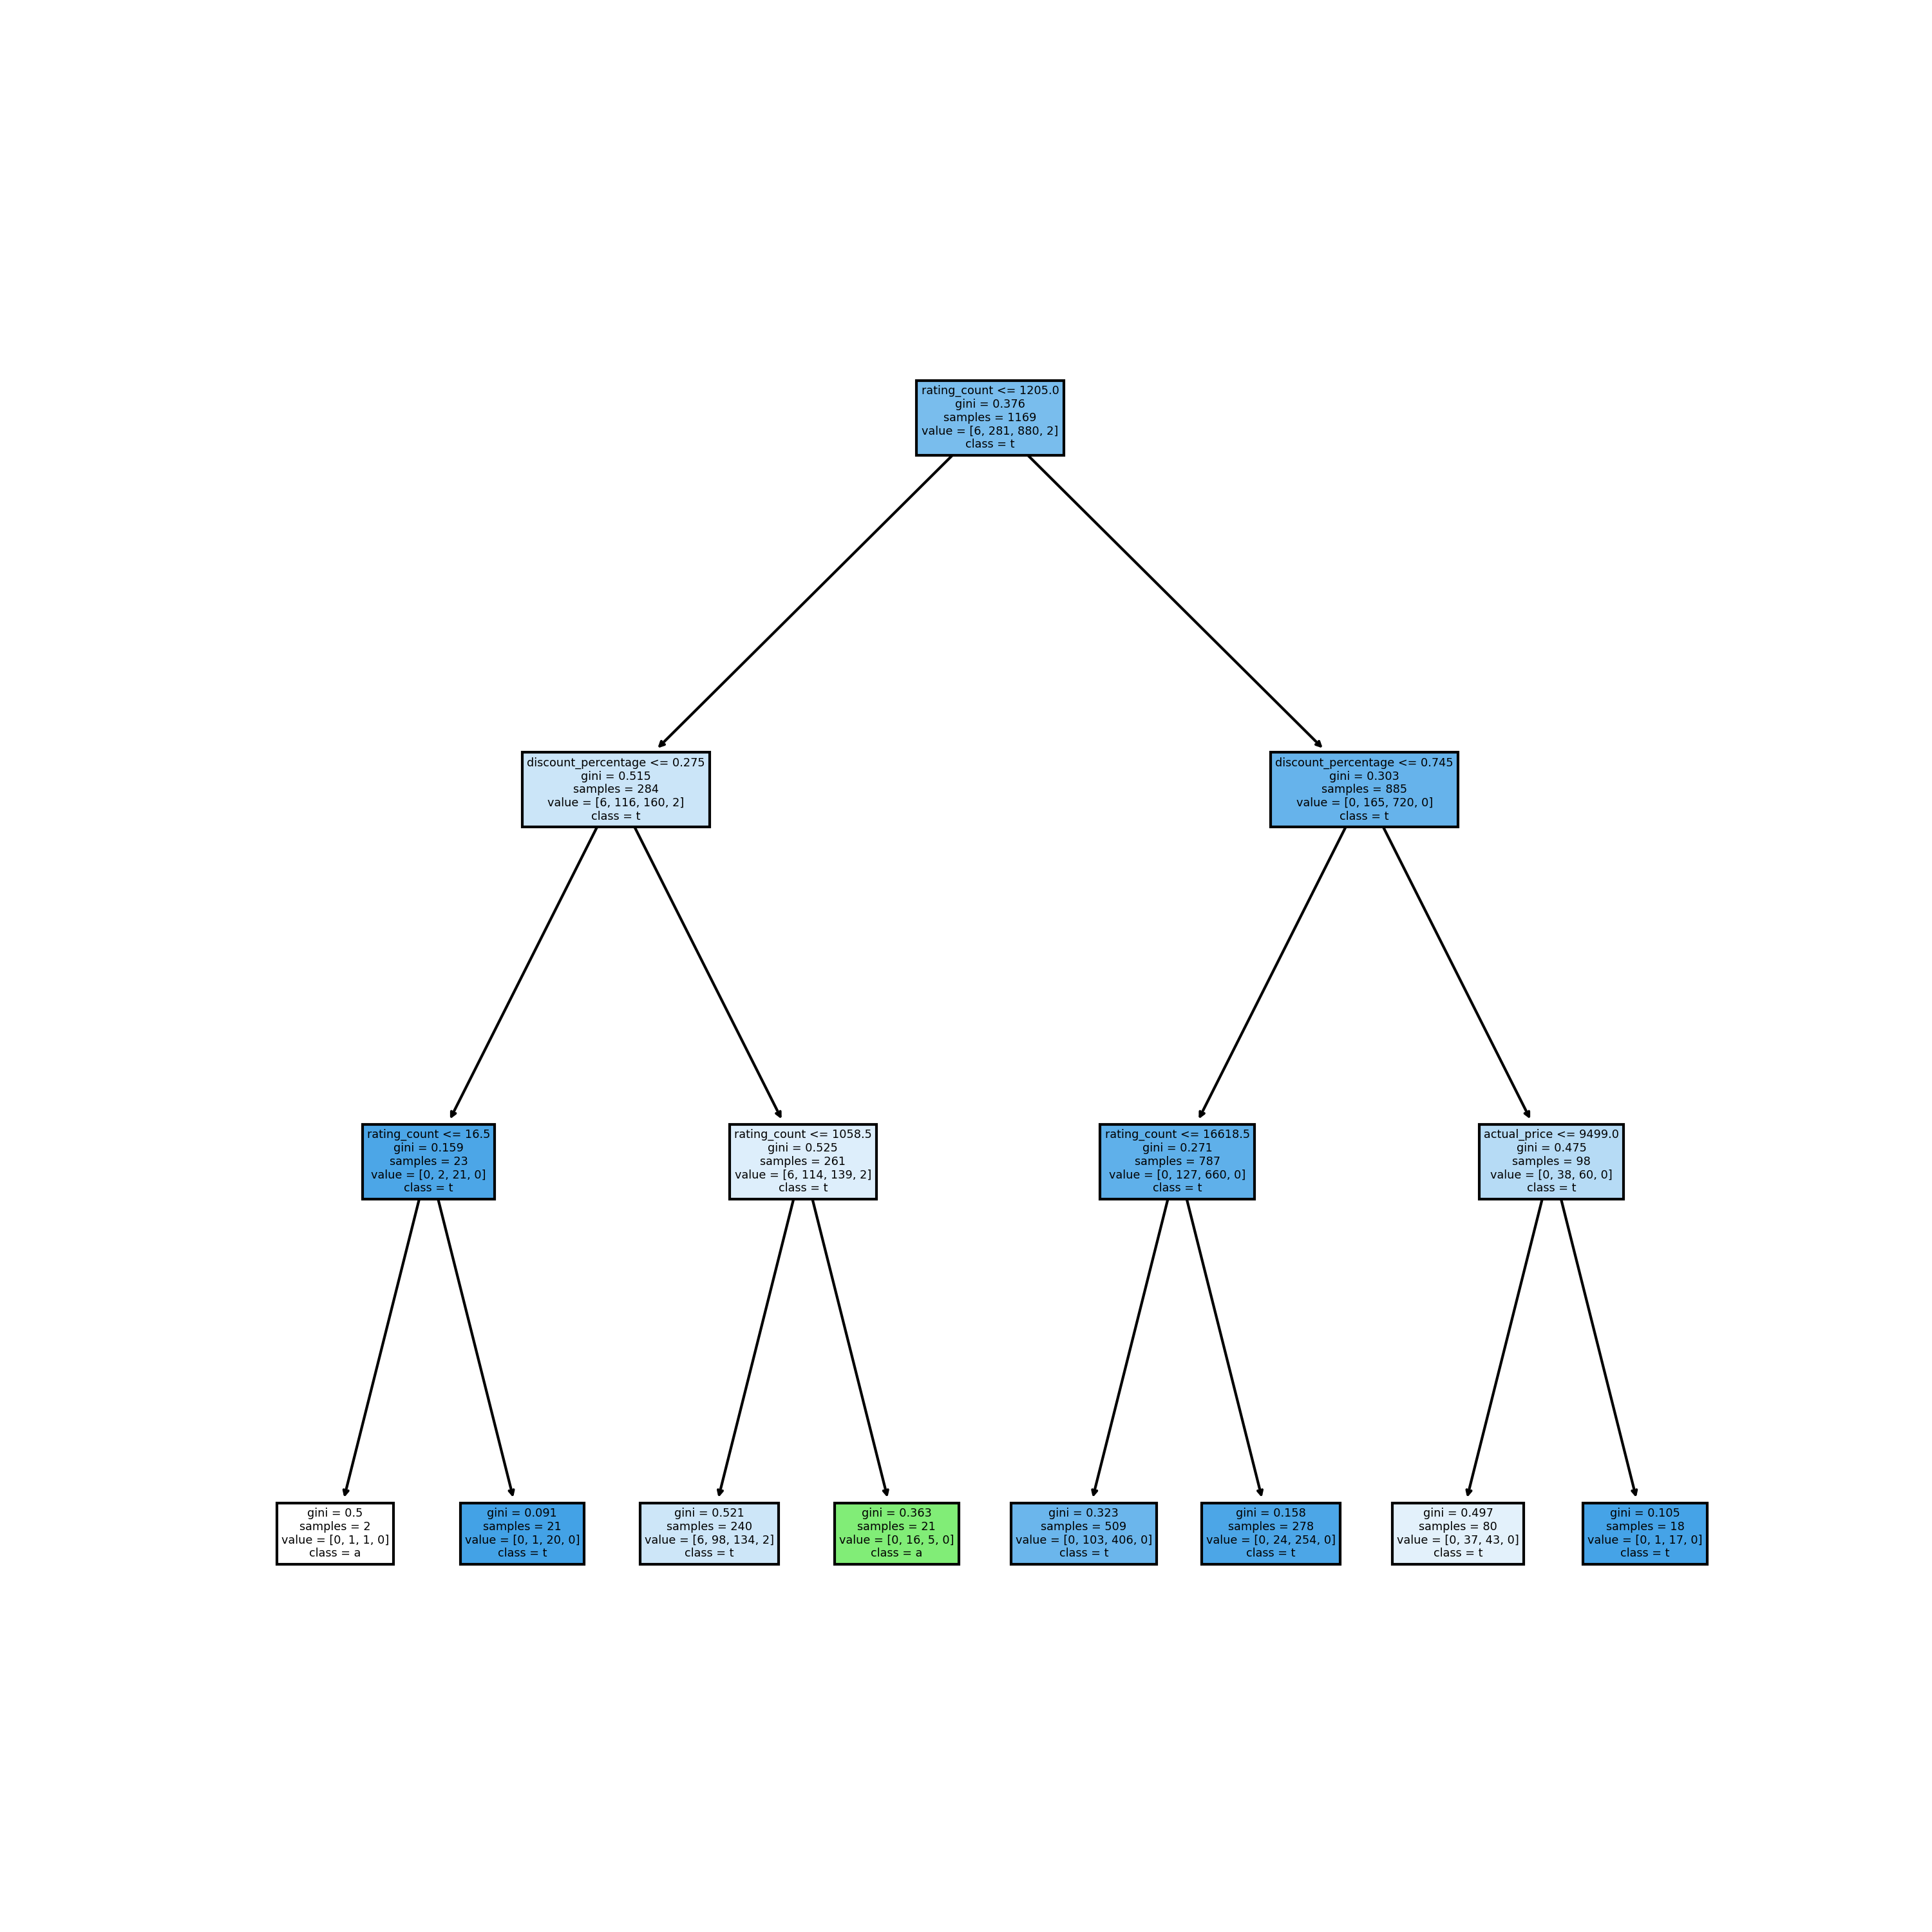 rating_count <= 1205.0
gini = 0.376
samples = 1169
value = [6, 281, 880, 2]
class = t
discount_percentage <= 0.275
gini = 0.515
samples = 284
value = [6, 116, 160, 2]
class = t
discount_percentage <= 0.745
gini = 0.303
samples = 885
value = [0, 165, 720, 0]
class = t
rating_count <= 16.5
gini = 0.159
samples = 23
value = [0, 2, 21, 0]
class = t
rating_count <= 1058.5
gini = 0.525
samples = 261
value = [6, 114, 139, 2]
class = t
rating_count <= 16618.5
gini = 0.271
samples = 787
value = [0, 127, 660, 0]
class = t
actual_price <= 9499.0
gini = 0.475
samples = 98
value = [0, 38, 60, 0]
class = t
gini = 0.5
samples = 2
value = [0, 1, 1, 0]
class = a
gini = 0.091
samples = 21
value = [0, 1, 20, 0]
class = t
gini = 0.521
samples = 240
value = [6, 98, 134, 2]
class = t
gini = 0.363
samples = 21
value = [0, 16, 5, 0]
class = a
gini = 0.323
samples = 509
value = [0, 103, 406, 0]
class = t
gini = 0.158
samples = 278
value = [0, 24, 254, 0]
class = t
gini = 0.497
samples = 80
value = [0, 37, 43, 0]
class = t
gini = 0.105
samples = 18
value = [0, 1, 17, 0]
class = t